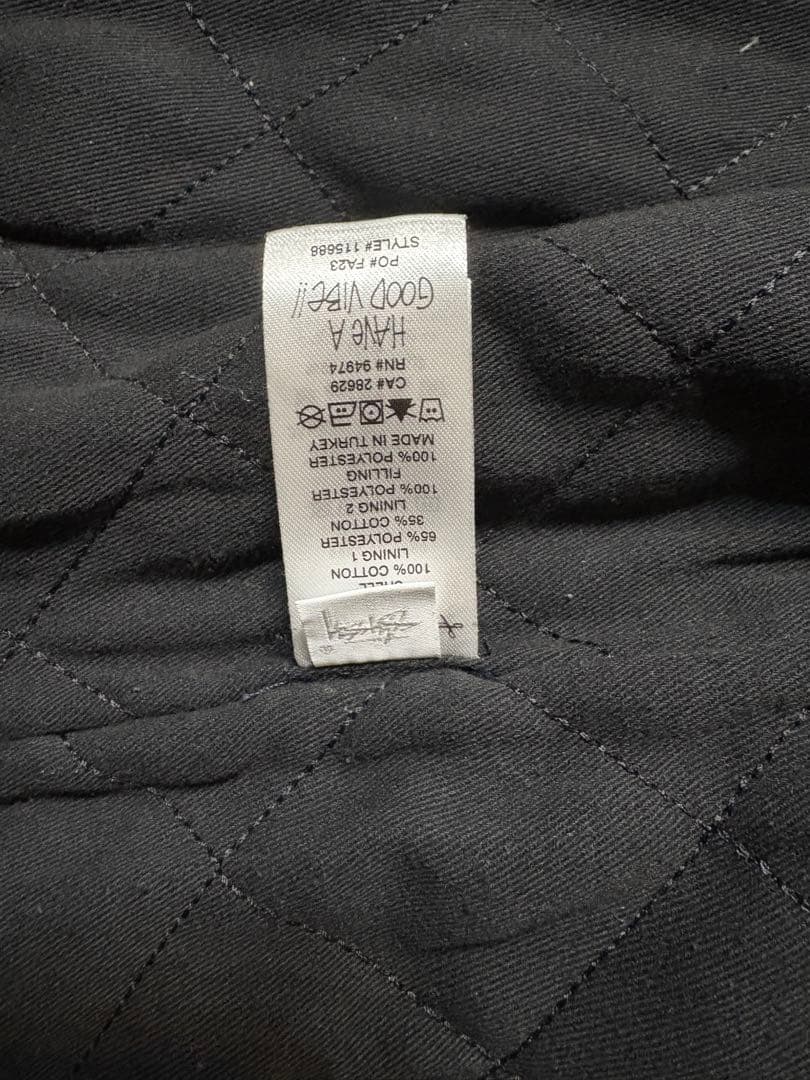 Stüssy ®
SHELL
100% COTTON
LINING 1
65% POLYESTER
35% COTTON
LINING 2
100% POLYESTER
FILLING
100% POLYESTER
MADE IN TURKEY
CA# 28629
RN# 94974
HAVE A
GOOD VIBE!!
PO# FA23
STYLE# 115688